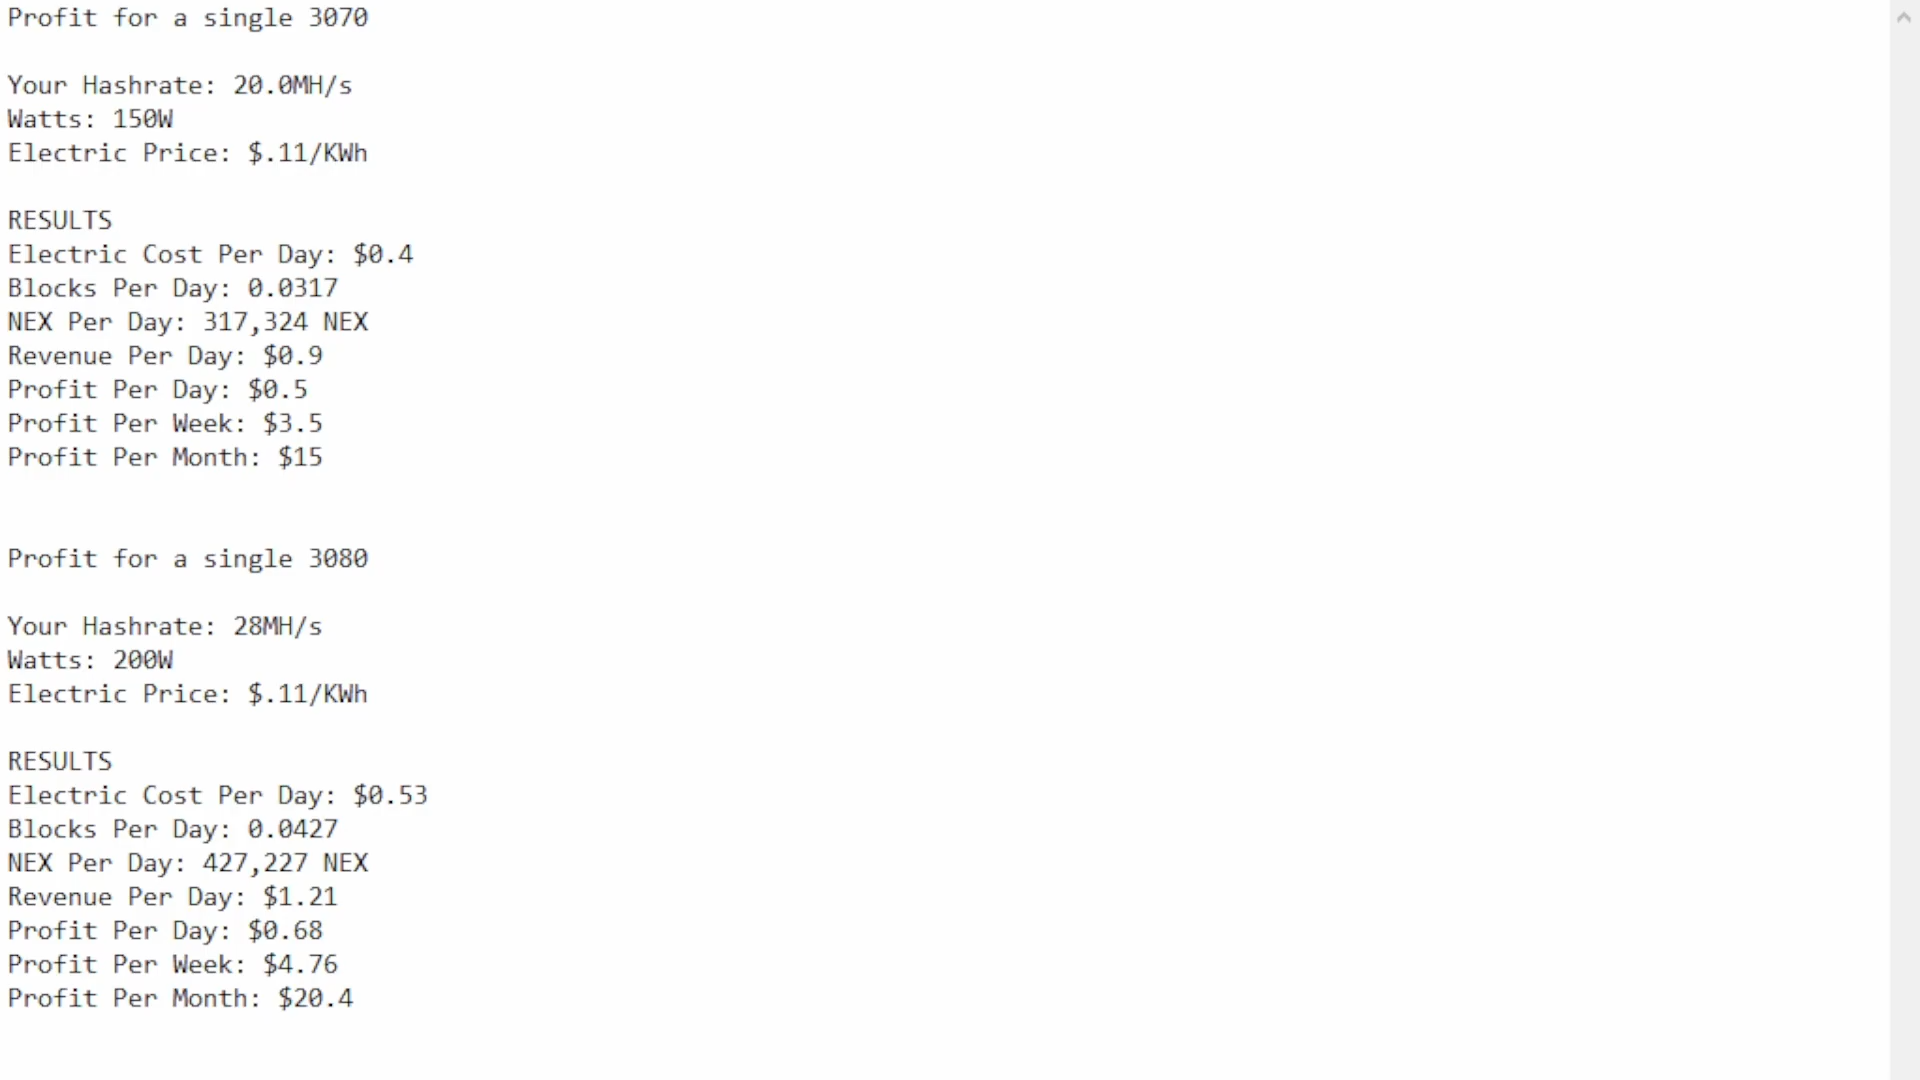 Profit for a single 3070
Your Hashrate: 20.0MH/s
Watts: 150W
Electric Price: $.11/KWh
RESULTS
Electric Cost Per Day: $0.4
Blocks Per Day: 0.0317
NEX Per Day: 317,324 NEX
Revenue Per Day: $0.9
Profit Per Day: $0.5
Profit Per Week: $3.5
Profit Per Month: $15
Profit for a single 3080
Your Hashrate: 28MH/s
Watts: 200W
Electric Price: $.11/KWh
RESULTS
Electric Cost Per Day: $0.53
Blocks Per Day: 0.0427
NEX Per Day: 427,227 NEX
Revenue Per Day: $1.21
Profit Per Day: $0.68
Profit Per Week: $4.76
Profit Per Month: $20.4